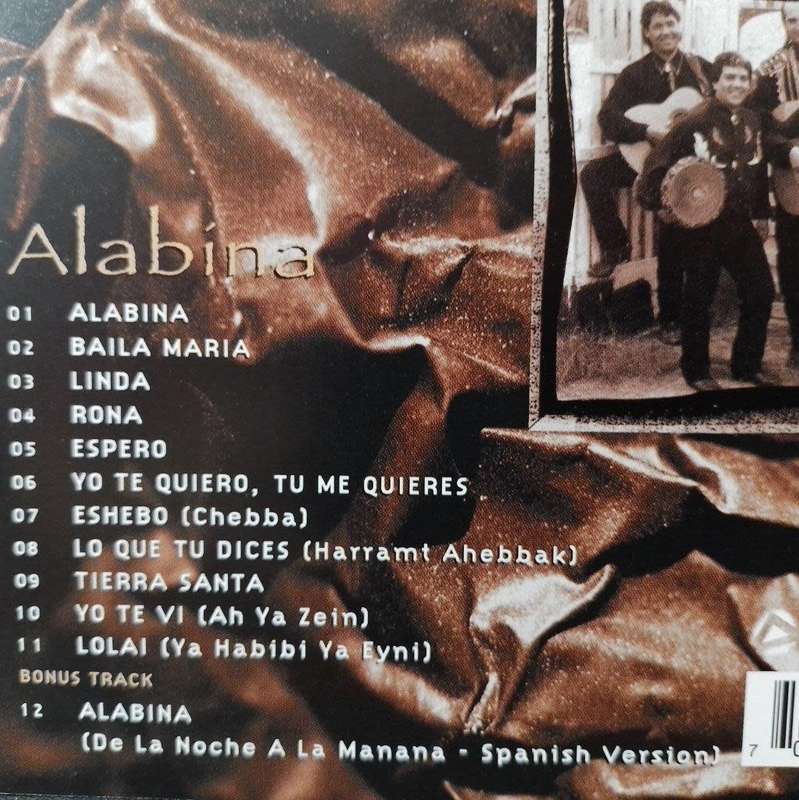 Alabina
01 ALABINA
02 BAILA MARIA
03 LINDA
04 RONA
05 ESPERO
06 YO TE QUIERO, TU ME QUIERES
07 ESHEBO (Chebba)
08 LO QUE TU DICES (Harramt Ahebbak)
09 TIERRA SANTA
10 YO TE VI (Ah Ya Zein)
11 LOLAI (Ya Habibi Ya Eyni)
BONUS TRACK
12 ALABINA
(De La Noche A La Manana - Spanish Version)
7 0